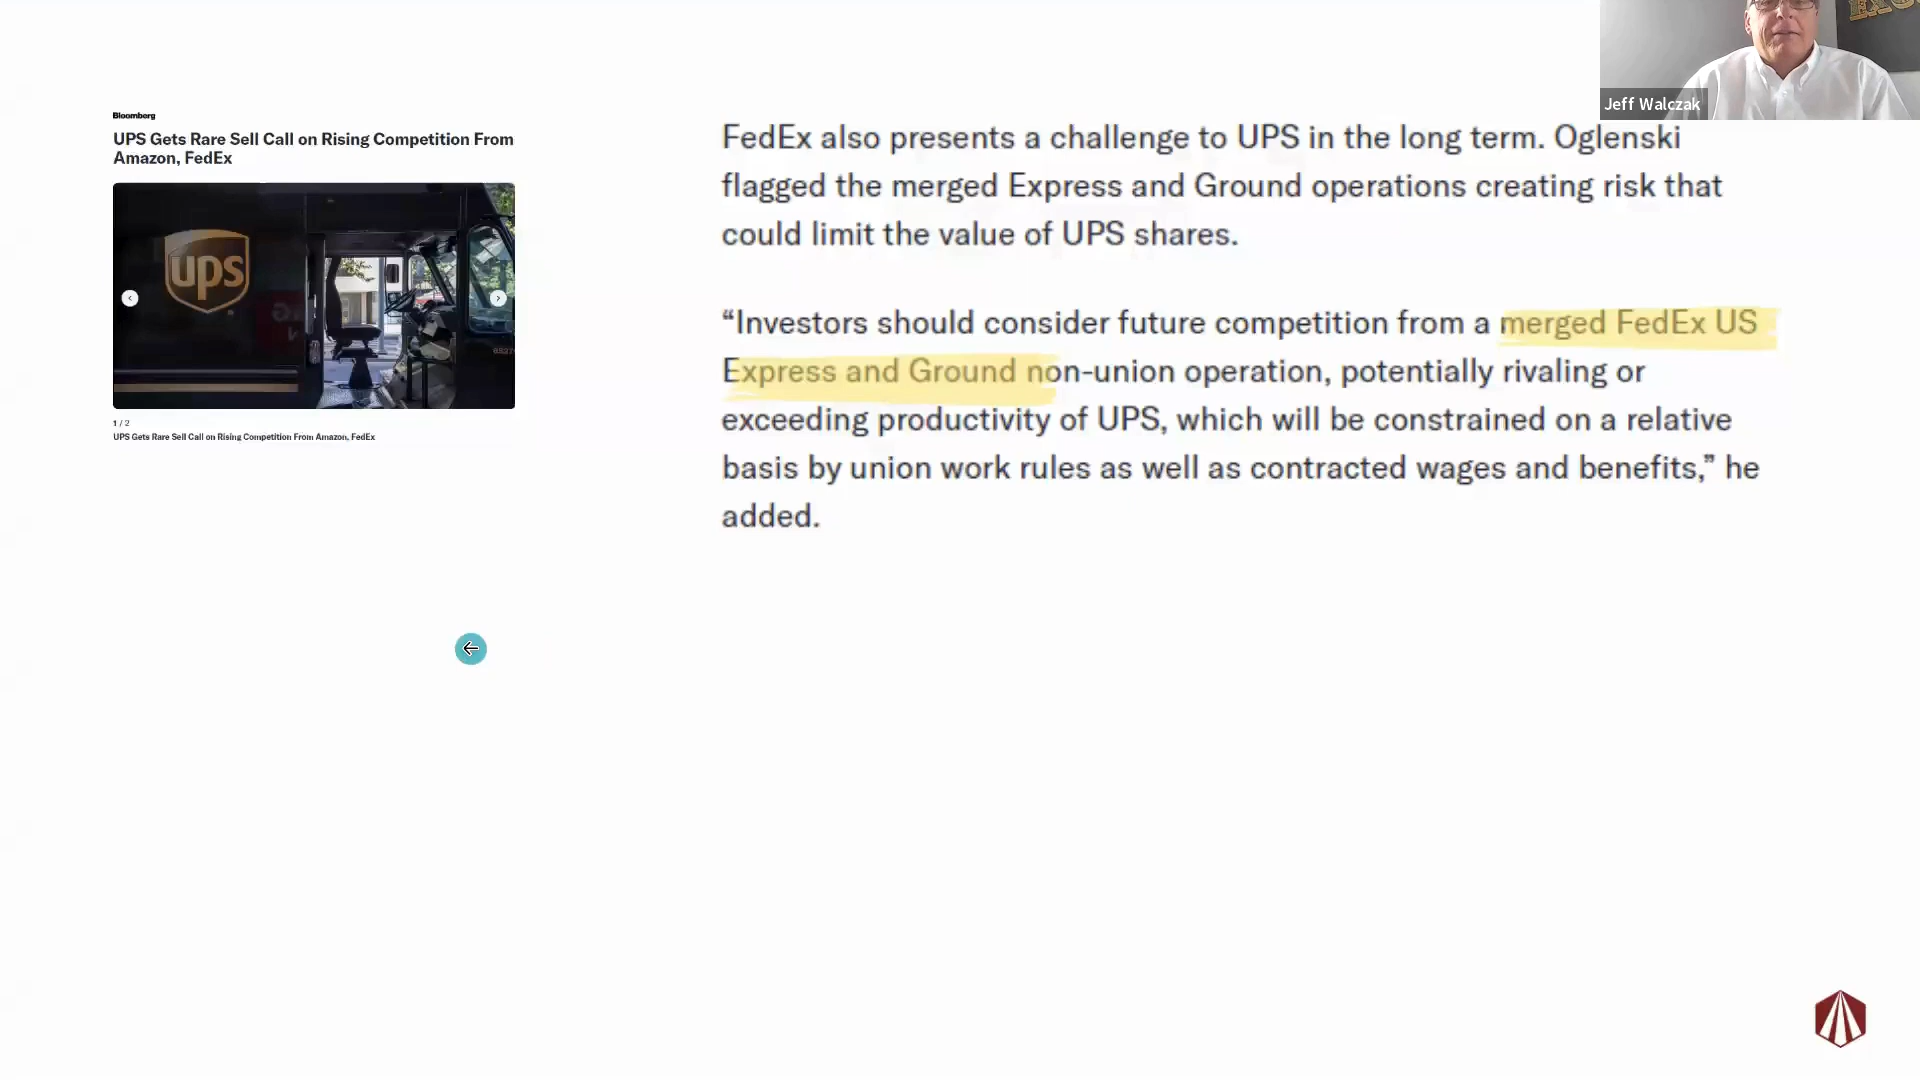 Jeff Walczak
Bloomberg
UPS Gets Rare Sell Call on Rising Competition From
Amazon, FedEx
ups
1 / 2
UPS Gets Rare Sell Call on Rising Competition From Amazon, FedEx
FedEx also presents a challenge to UPS in the long term. Oglenski
flagged the merged Express and Ground operations creating risk that
could limit the value of UPS shares.
“Investors should consider future competition from a merged FedEx US
Express and Ground non-union operation, potentially rivaling or
exceeding productivity of UPS, which will be constrained on a relative
basis by union work rules as well as contracted wages and benefits,” he
added.